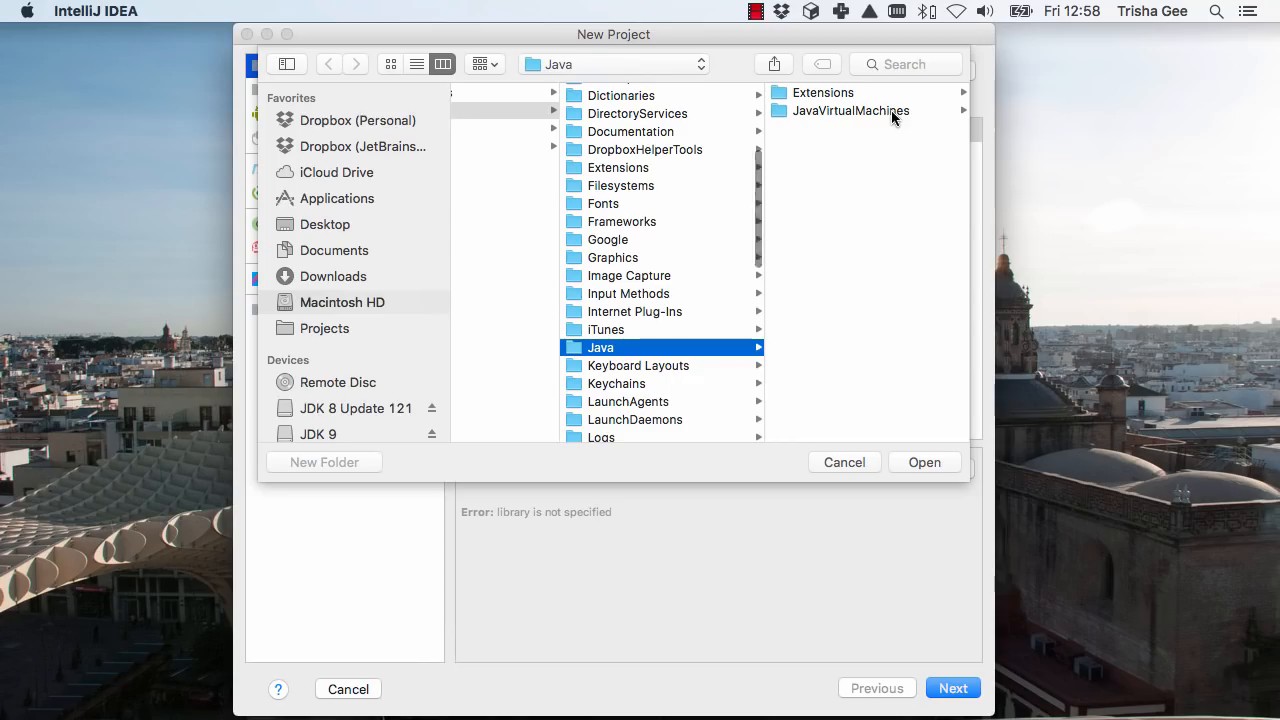 IntelliJ IDEA
Fri 12:58
Trisha Gee
New Project
Java
Search
Favorites
Dropbox (Personal)
Dropbox (JetBrains...
iCloud Drive
Applications
Desktop
Documents
Downloads
Macintosh HD
Projects
Devices
Remote Disc
JDK 8 Update 121
JDK 9
Dictionaries
DirectoryServices
Documentation
DropboxHelperTools
Extensions
Filesystems
Fonts
Frameworks
Google
Graphics
Image Capture
Input Methods
Internet Plug-Ins
iTunes
Java
Keyboard Layouts
Keychains
LaunchAgents
LaunchDaemons
Logs
Extensions
JavaVirtualMachines
New Folder
Cancel
Open
Error: library is not specified
?
Cancel
Previous
Next